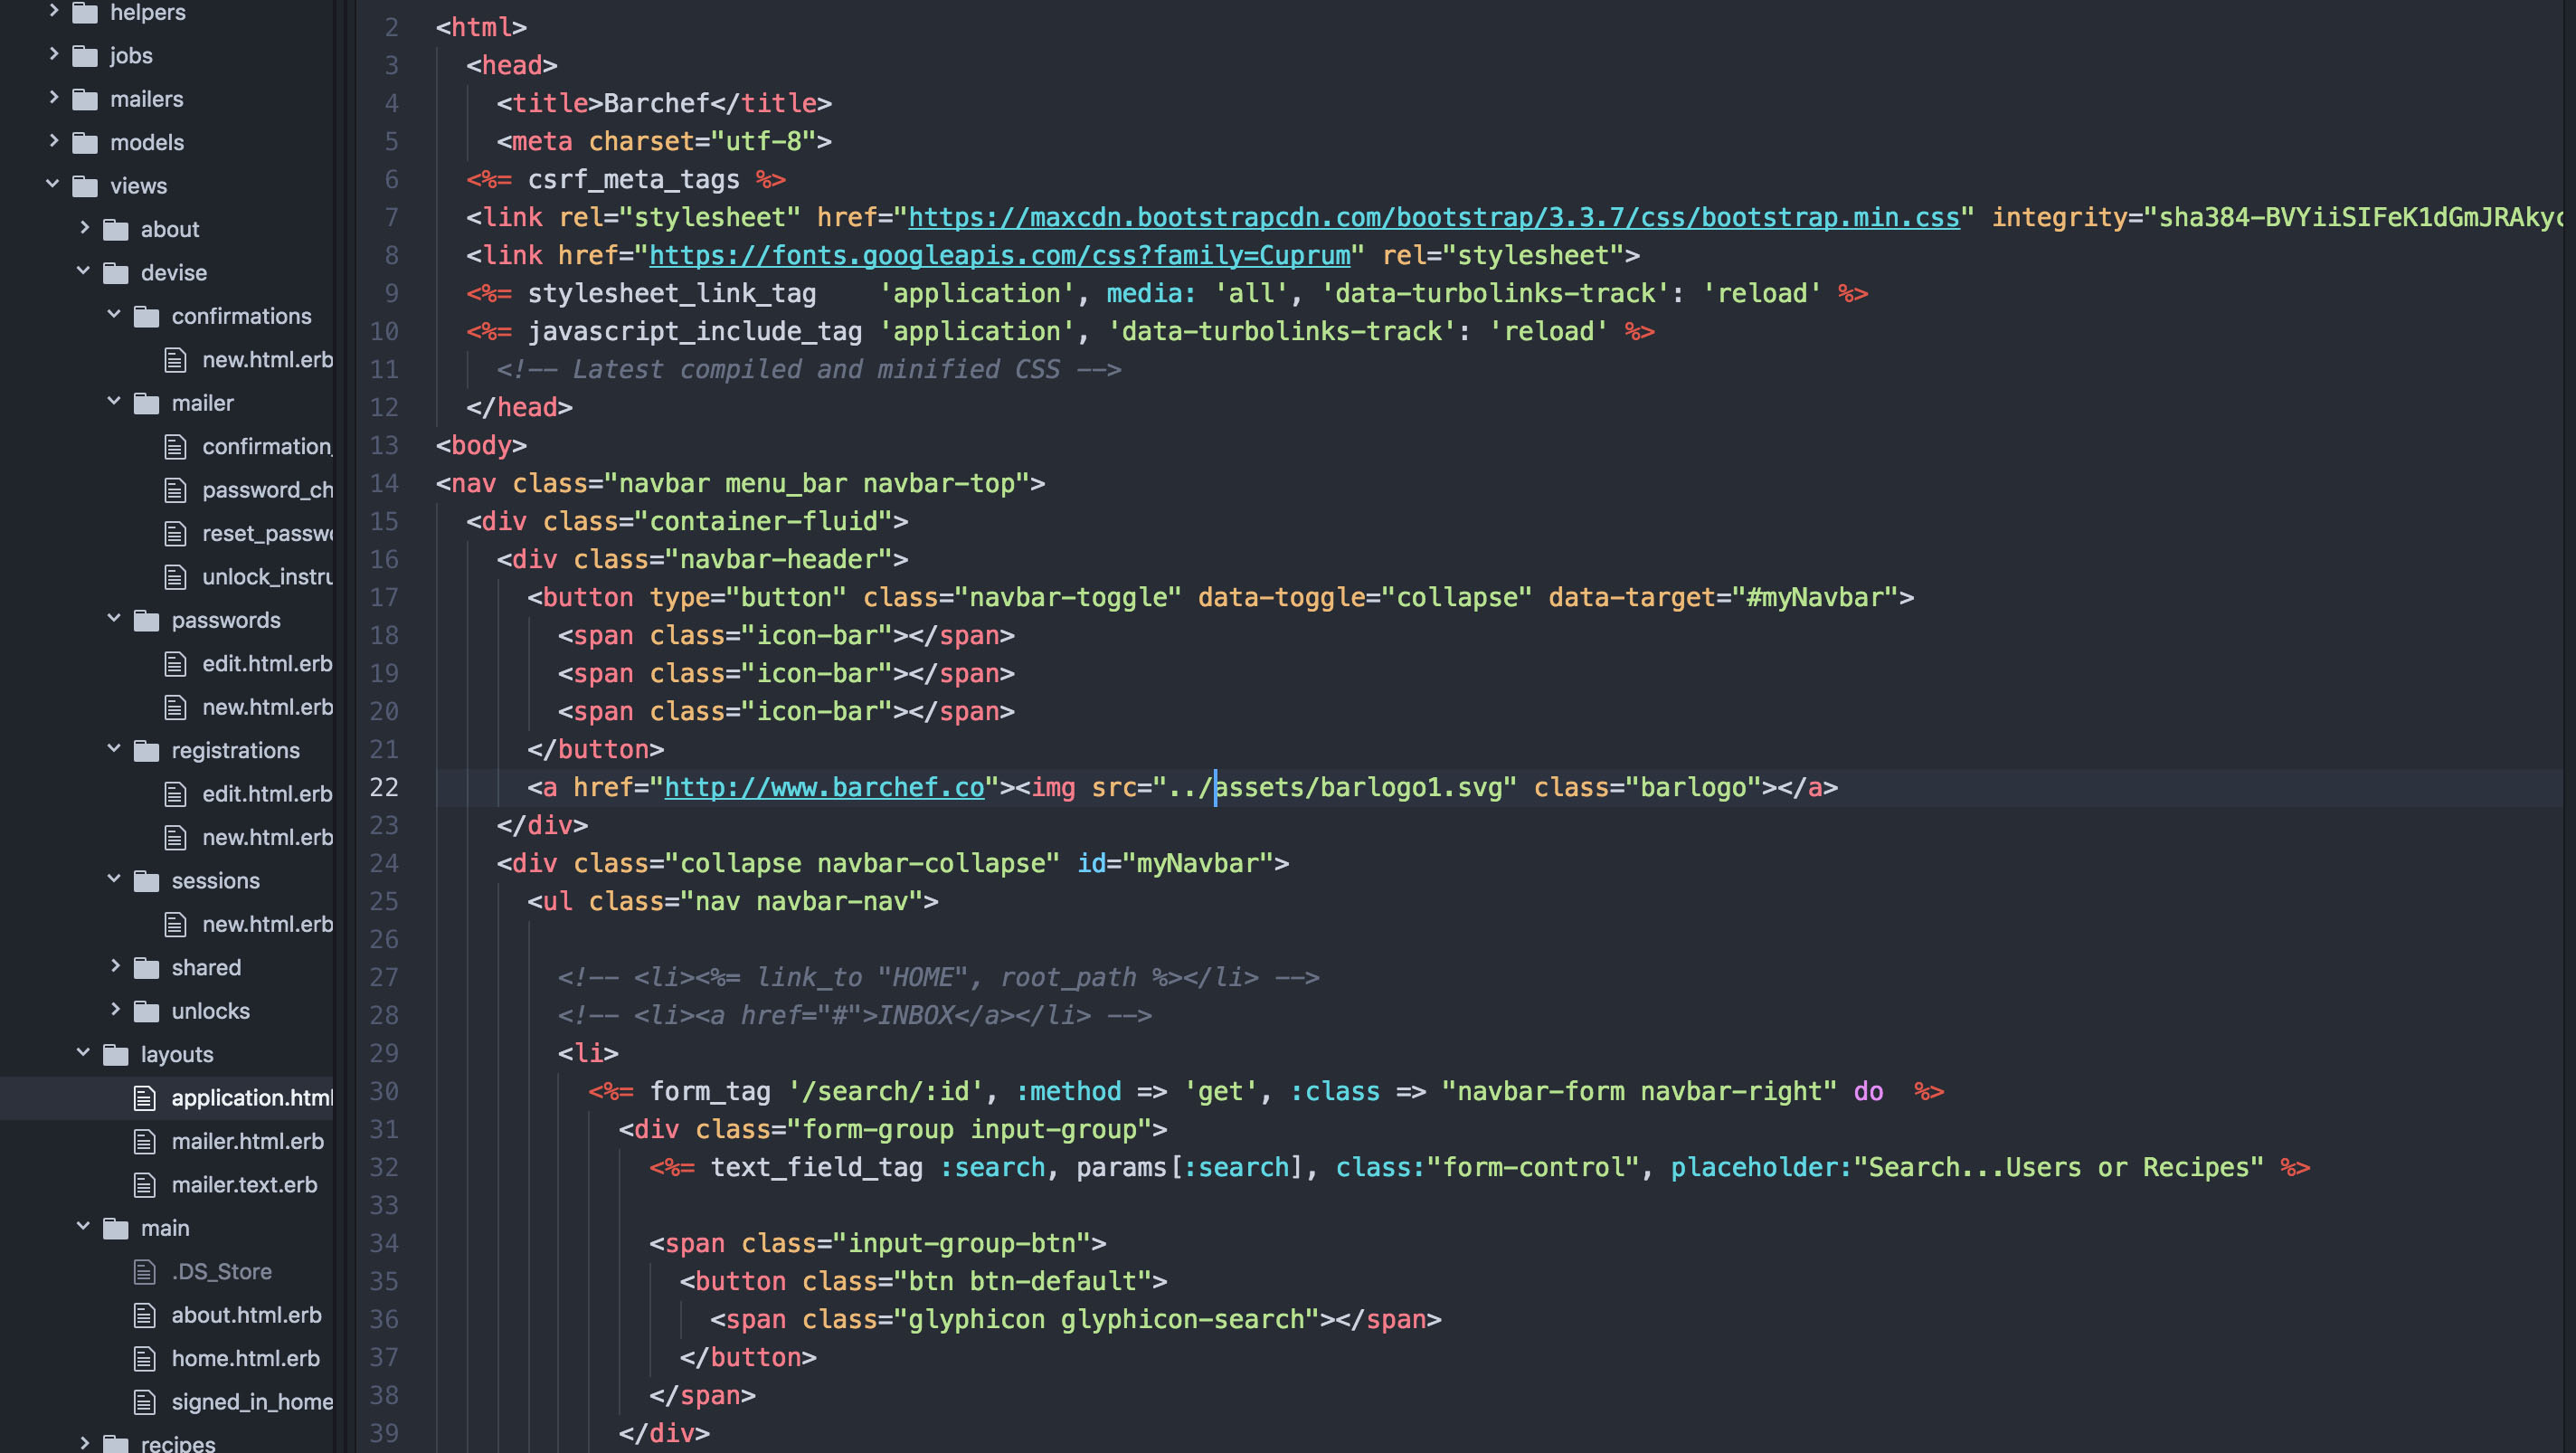 helpers
jobs
mailers
models
views
about
devise
confirmations
new.html.erb
mailer
confirmation_
password_ch
reset_passw
unlock_instru
passwords
edit.html.erb
new.html.erb
registrations
edit.html.erb
new.html.erb
sessions
new.html.erb
shared
unlocks
layouts
application.html
mailer.html.erb
mailer.text.erb
main
.DS_Store
about.html.erb
home.html.erb
signed_in_home
recipes
2 <html>
3 <head>
4 <title>Barchef</title>
5 <meta charset="utf-8">
6 <%= csrf_meta_tags %>
7 <link rel="stylesheet" href="https://maxcdn.bootstrapcdn.com/bootstrap/3.3.7/css/bootstrap.min.css" integrity="sha384-BVYiiSIFeK1dGmJRAkyc
8 <link href="https://fonts.googleapis.com/css?family=Cuprum" rel="stylesheet">
9 <%= stylesheet_link_tag    'application', media: 'all', 'data-turbolinks-track': 'reload' %>
10 <%= javascript_include_tag 'application', 'data-turbolinks-track': 'reload' %>
11 <!-- Latest compiled and minified CSS -->
12 </head>
13 <body>
14 <nav class="navbar menu_bar navbar-top">
15 <div class="container-fluid">
16 <div class="navbar-header">
17 <button type="button" class="navbar-toggle" data-toggle="collapse" data-target="#myNavbar">
18 <span class="icon-bar"></span>
19 <span class="icon-bar"></span>
20 <span class="icon-bar"></span>
21 </button>
22 <a href="http://www.barchef.co"><img src="../assets/barlogo1.svg" class="barlogo"></a>
23 </div>
24 <div class="collapse navbar-collapse" id="myNavbar">
25 <ul class="nav navbar-nav">
26
27 <!-- <li><%= link_to "HOME", root_path %></li> -->
28 <!-- <li><a href="#">INBOX</a></li> -->
29 <li>
30 <%= form_tag '/search/:id', :method => 'get', :class => "navbar-form navbar-right" do  %>
31 <div class="form-group input-group">
32 <%= text_field_tag :search, params[:search], class:"form-control", placeholder:"Search...Users or Recipes" %>
33
34 <span class="input-group-btn">
35 <button class="btn btn-default">
36 <span class="glyphicon glyphicon-search"></span>
37 </button>
38 </span>
39 </div>